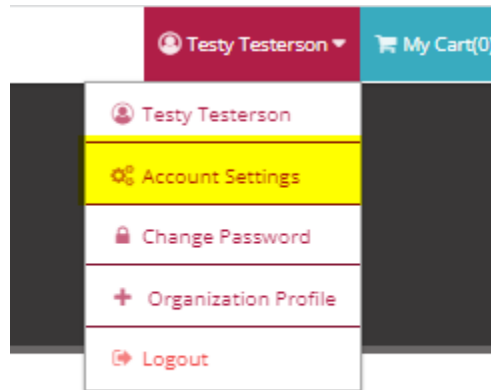 Testy Testerson My Cart(0)
Testy Testerson
Account Settings
Change Password
Organization Profile
Logout